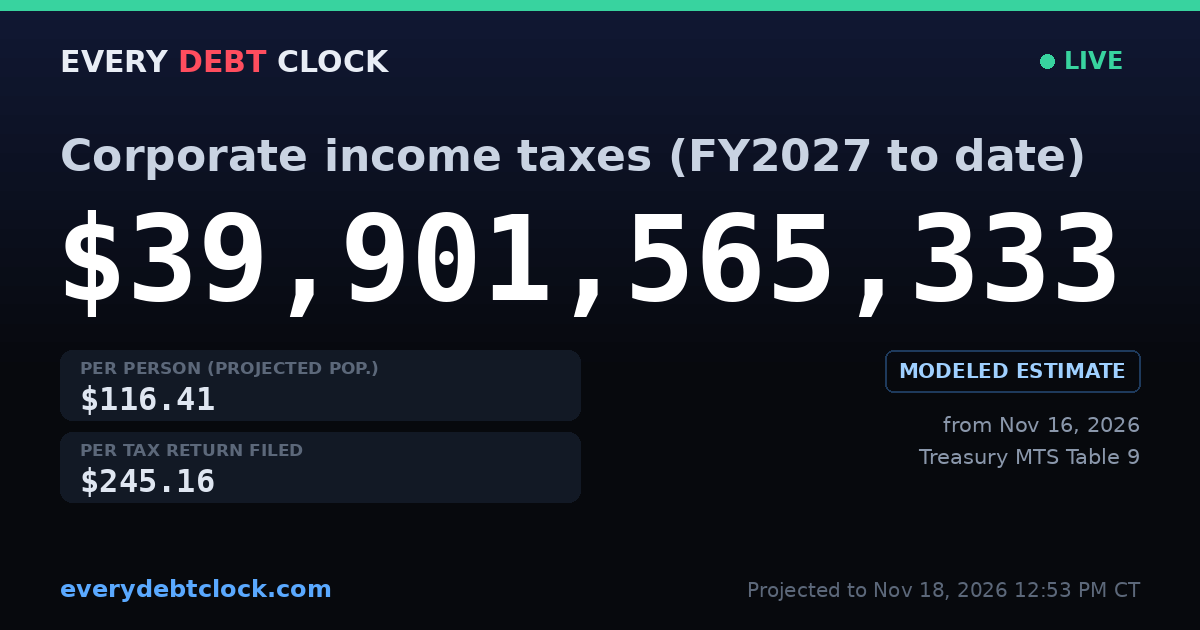 EVERY DEBT CLOCK
LIVE
Corporate income taxes (FY2027 to date)
$39,901,565,333
PER PERSON (PROJECTED POP.)
$116.41
PER TAX RETURN FILED
$245.16
MODELED ESTIMATE
from Nov 16, 2026
Treasury MTS Table 9
everydebtclock.com
Projected to Nov 18, 2026 12:53 PM CT